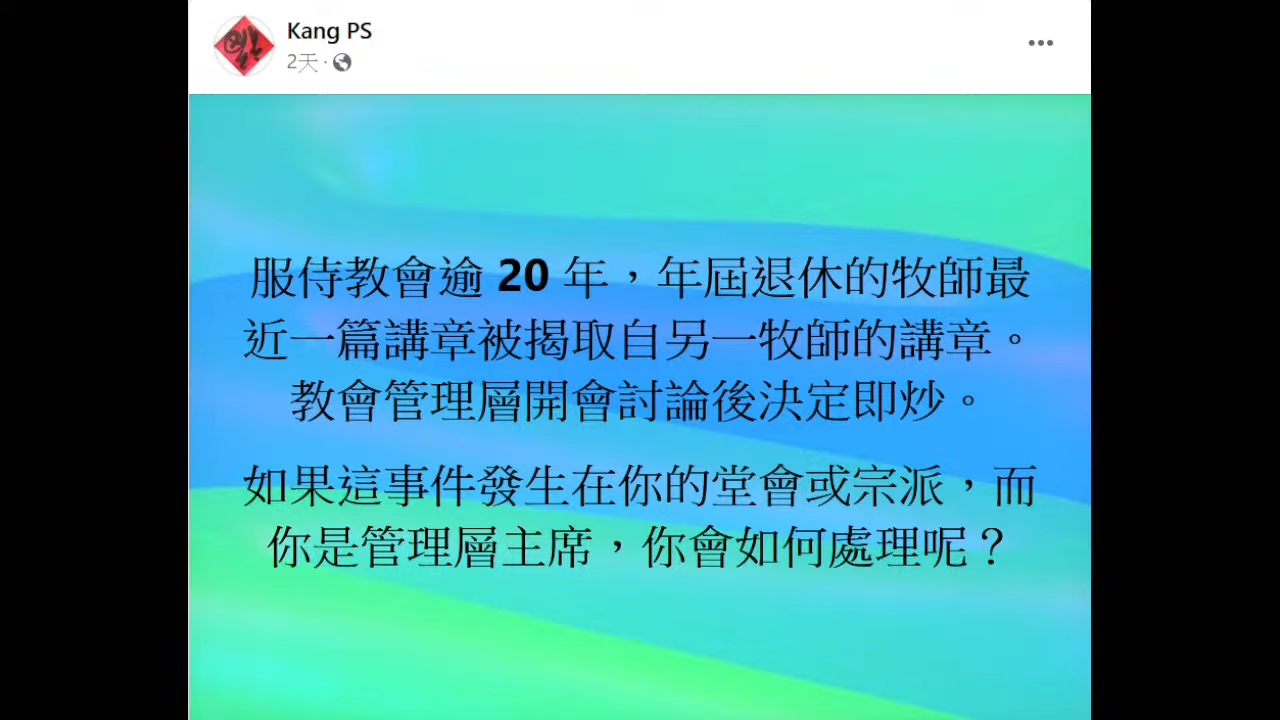 Kang PS
2天 ·
服侍教會逾 20 年，年屆退休的牧師最
近一篇講章被揭取自另一牧師的講章。
教會管理層開會討論後決定即炒。
如果這事件發生在你的堂會或宗派，而
你是管理層主席，你會如何處理呢？